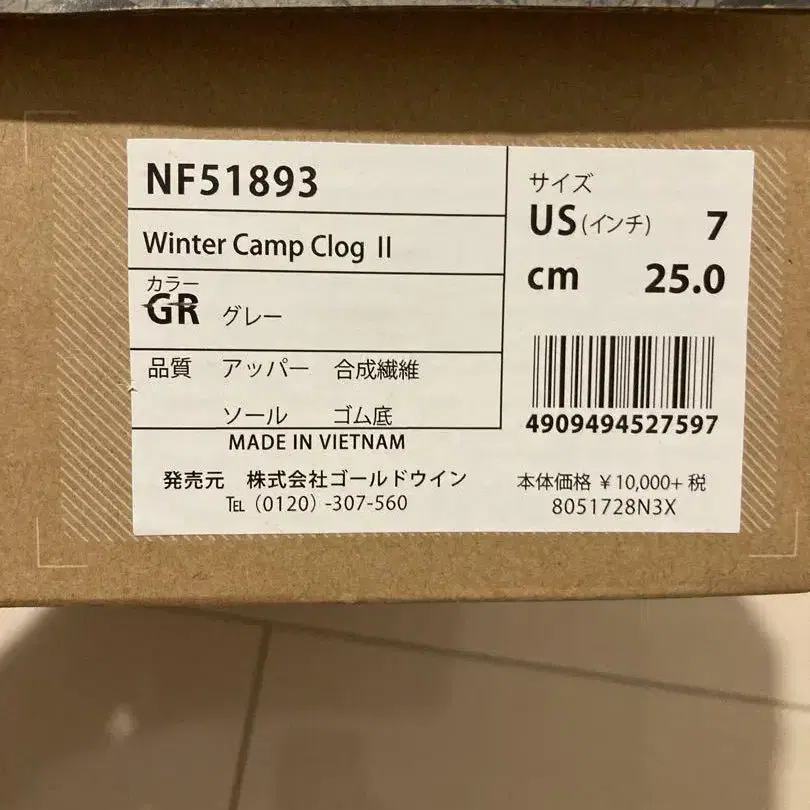 NF51893
Winter Camp Clog II
カラー
GR グレー
品質 アッパー 合成繊維
ソール ゴム底
MADE IN VIETNAM
サイズ
US(インチ) 7
cm 25.0
4909494527597
発売元 株式会社ゴールドウイン
TEL(0120)-307-560
本体価格 ¥10,000+税
8051728N3X